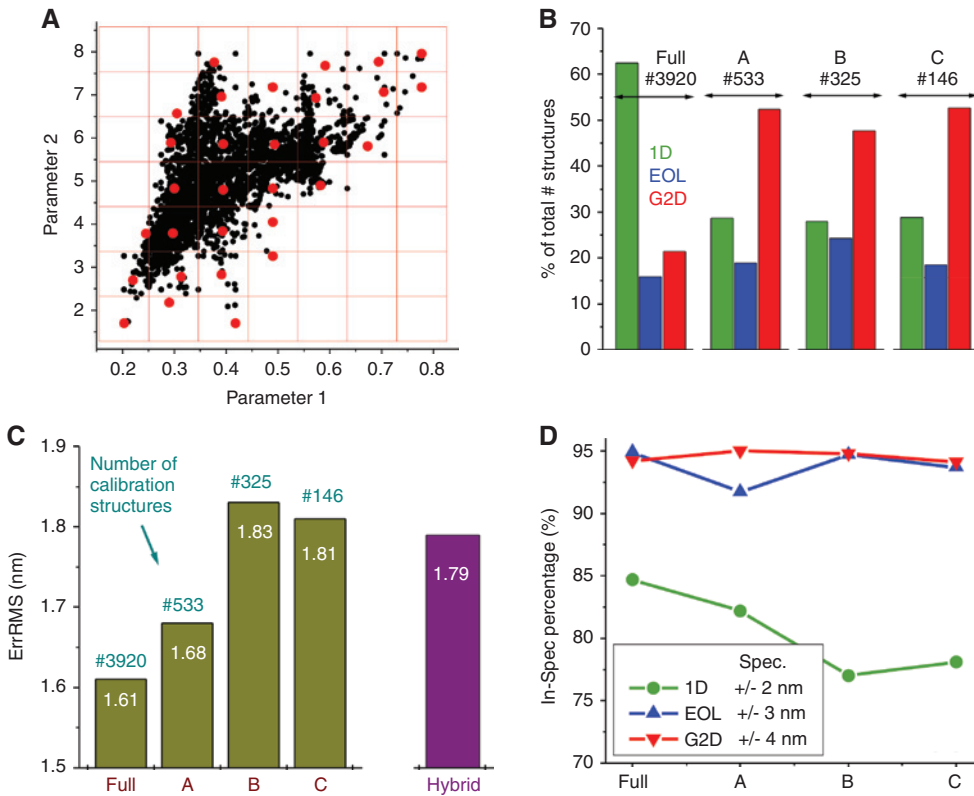 A
8
7
6
5
4
3
2
Parameter 2
0.2 0.3 0.4 0.5 0.6 0.7 0.8
Parameter 1
B
70
60
50
40
30
20
10
0
% of total # structures
Full A B C
#3920 #533 #325 #146
1D
EOL
G2D
C
1.9
1.8
1.7
1.6
1.5
ErrRMS (nm)
Number of
calibration
structures
#3920
1.61
#533
1.68
#325
1.83
#146
1.81
1.79
Full A B C Hybrid
D
95
90
85
80
75
70
In-Spec percentage (%)
Spec.
1D +/- 2 nm
EOL +/- 3 nm
G2D +/- 4 nm
Full A B C